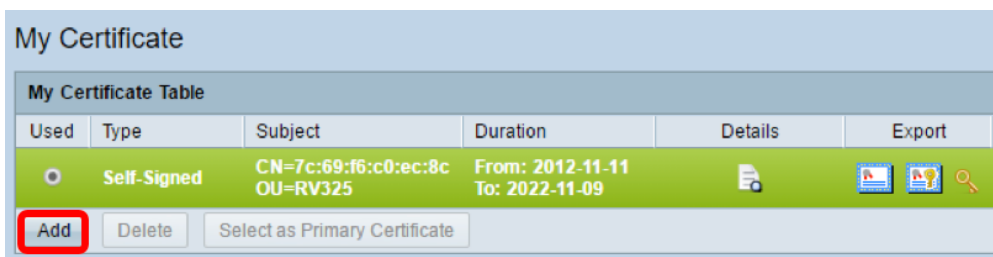 My Certificate
My Certificate Table
Used Type Subject Duration Details Export
Self-Signed CN=7c:69:f6:c0:ec:8c From: 2012-11-11
OU=RV325 To: 2022-11-09
Add Delete Select as Primary Certificate